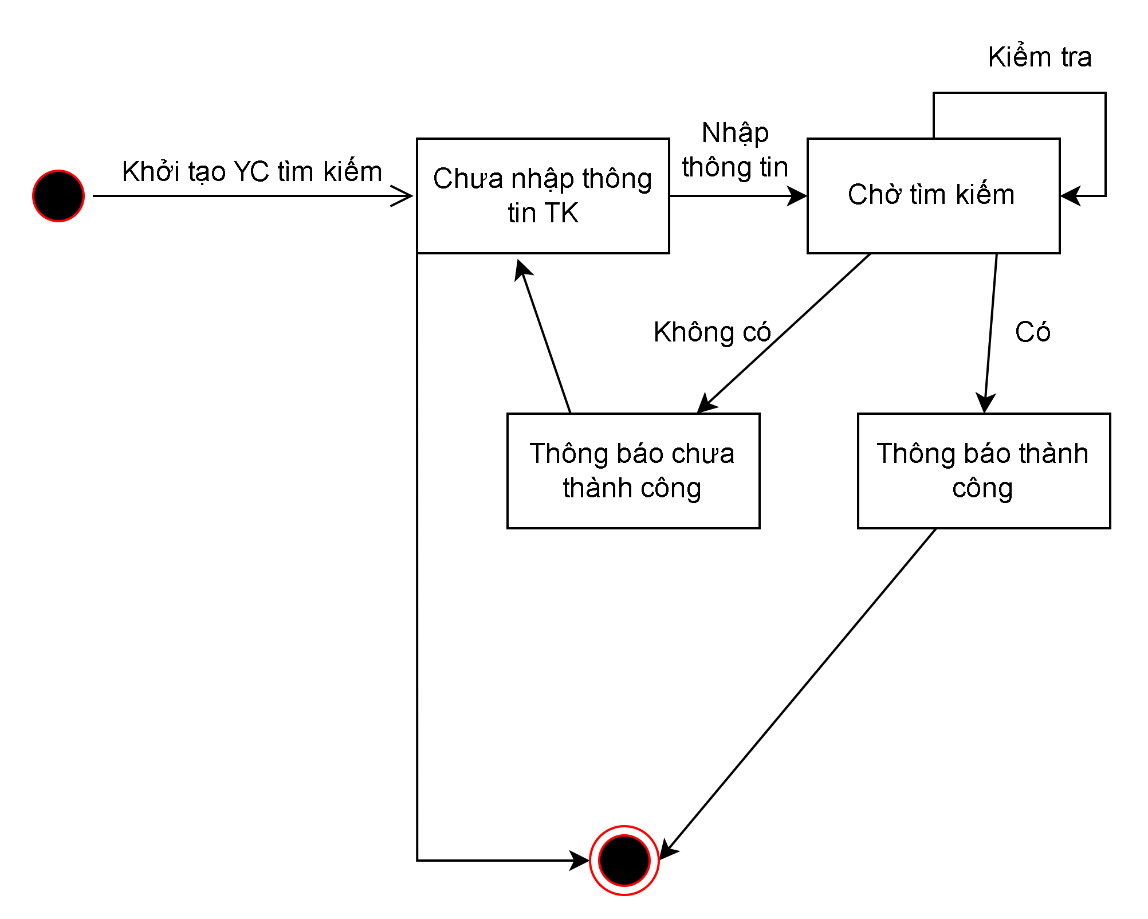 Kiểm tra
Nhập
thông tin
Khởi tạo YC tìm kiếm
Chưa nhập thông
tin TK
Chờ tìm kiếm
Không có
Có
Thông báo chưa
thành công
Thông báo thành
công